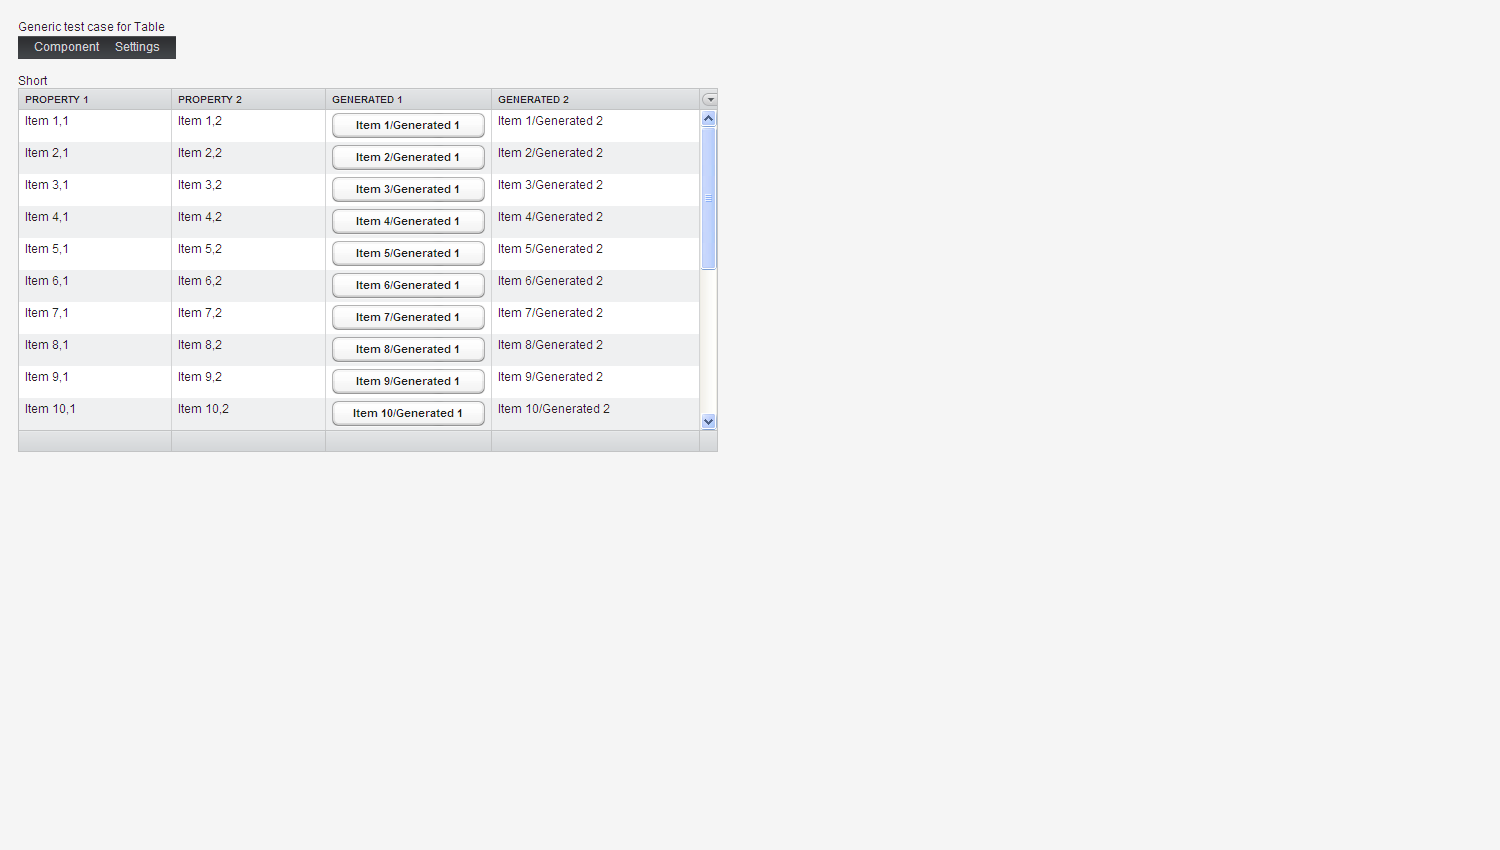 Generic test case for Table
Component Settings
Short
PROPERTY 1 PROPERTY 2 GENERATED 1 GENERATED 2
Item 1,1 Item 1,2 Item 1/Generated 1 Item 1/Generated 2
Item 2,1 Item 2,2 Item 2/Generated 1 Item 2/Generated 2
Item 3,1 Item 3,2 Item 3/Generated 1 Item 3/Generated 2
Item 4,1 Item 4,2 Item 4/Generated 1 Item 4/Generated 2
Item 5,1 Item 5,2 Item 5/Generated 1 Item 5/Generated 2
Item 6,1 Item 6,2 Item 6/Generated 1 Item 6/Generated 2
Item 7,1 Item 7,2 Item 7/Generated 1 Item 7/Generated 2
Item 8,1 Item 8,2 Item 8/Generated 1 Item 8/Generated 2
Item 9,1 Item 9,2 Item 9/Generated 1 Item 9/Generated 2
Item 10,1 Item 10,2 Item 10/Generated 1 Item 10/Generated 2